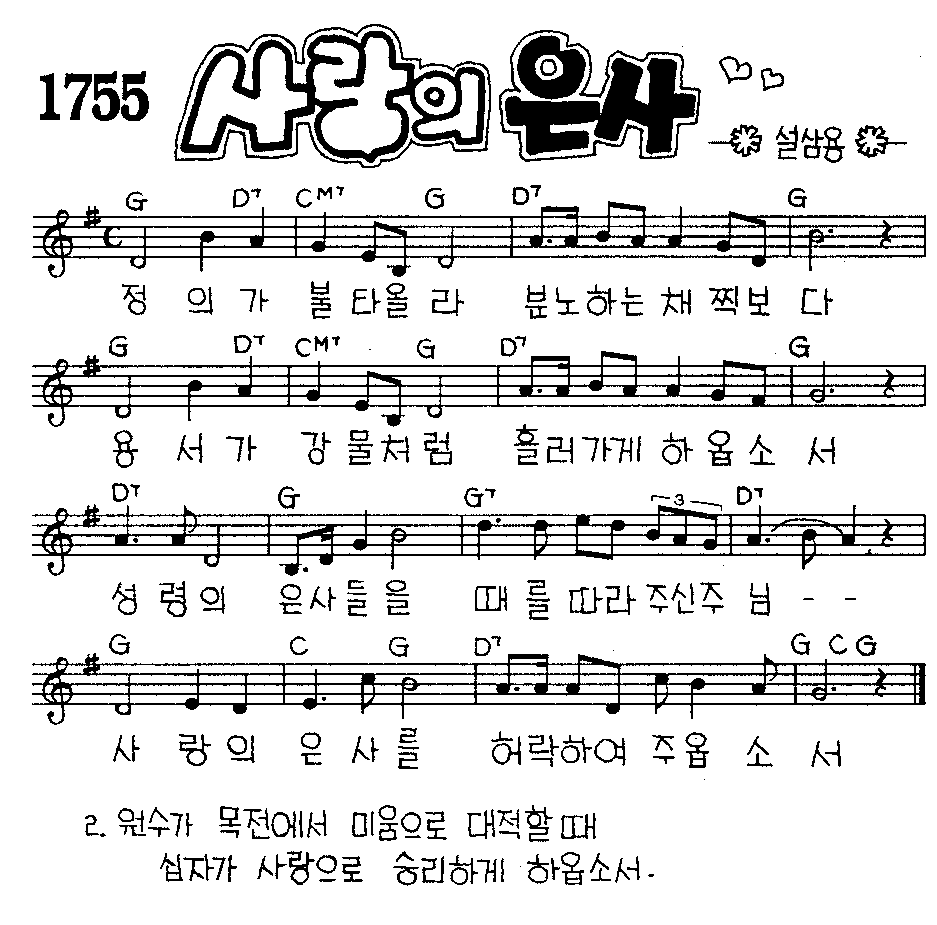 1755 사랑의 은사
설삼용
G D7 CM7 G D7 G
정 의 가 불 타올 라 분노하는 채 찍보 다
G D7 CM7 G D7 G
용 서 가 강 물처 럼 흘러가게 하 옵 소 서
D7 G G7 3 D7
성 령의 은사들을 때 를 따라 주신주 님 - -
G C G D7 G C G
사 랑 의 은 사 를 허락하여 주옵 소 서
2. 원수가 목전에서 미움으로 대적할 때
십자가 사랑으로 승리하게 하옵소서.